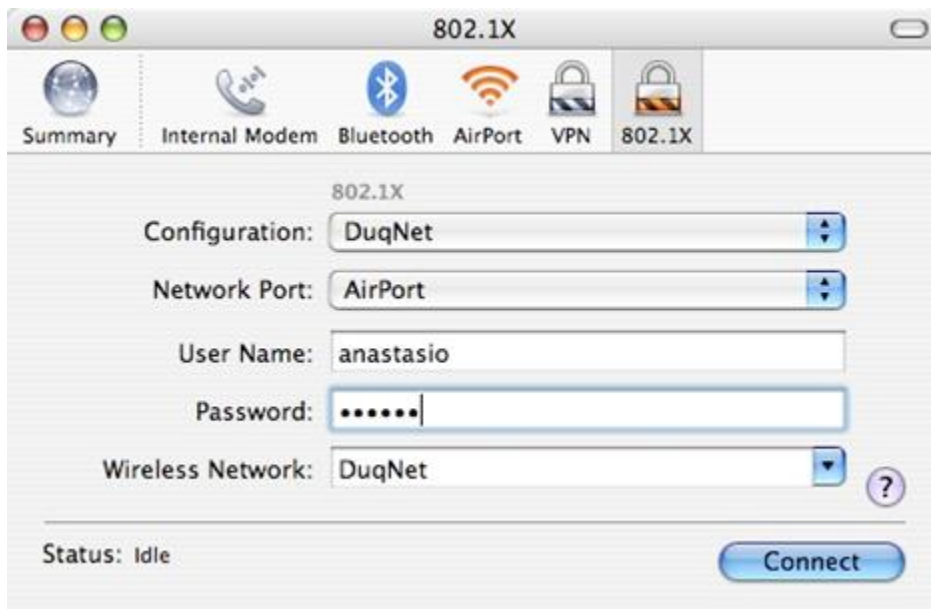 802.1X
Summary Internal Modem Bluetooth AirPort VPN 802.1X
802.1X
Configuration: DuqNet
Network Port: AirPort
User Name: anastasio
Password: ••••••
Wireless Network: DuqNet
?
Status: Idle
Connect